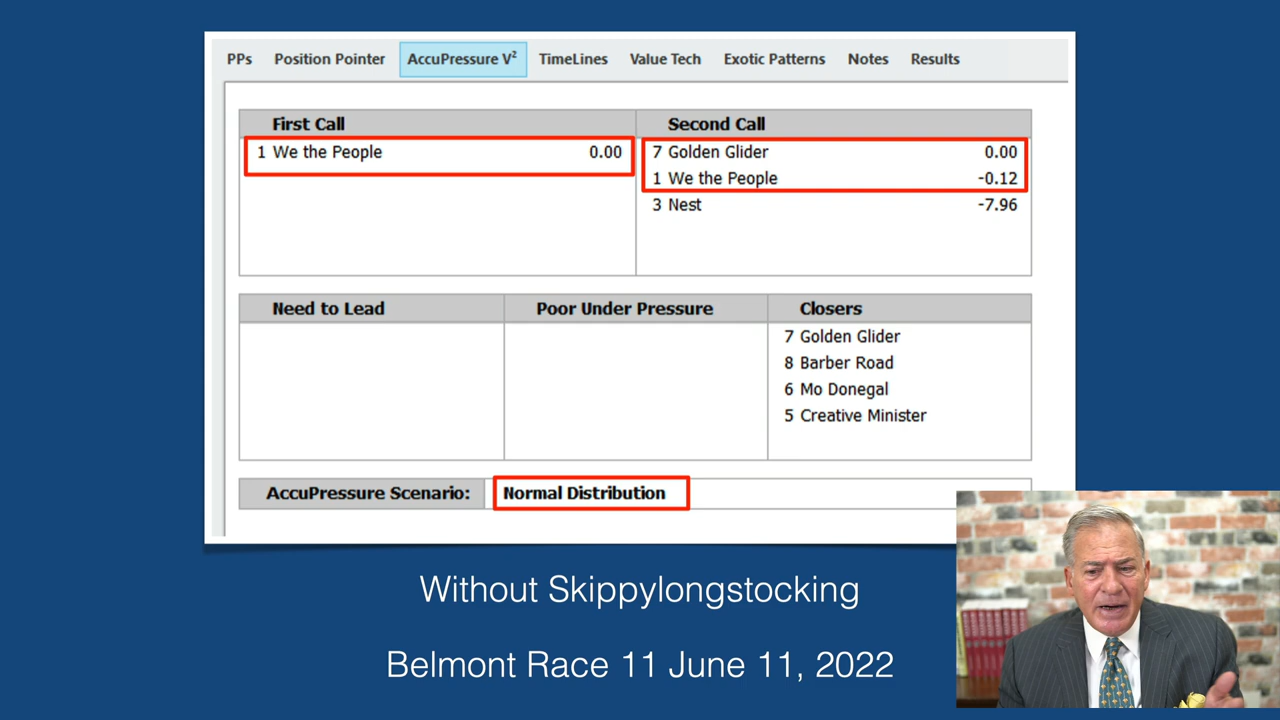 PPs Position Pointer AccuPressure V² TimeLines Value Tech Exotic Patterns Notes Results
First Call
1 We the People 0.00
Second Call
7 Golden Glider 0.00
1 We the People -0.12
3 Nest -7.96
Need to Lead
Poor Under Pressure
Closers
7 Golden Glider
8 Barber Road
6 Mo Donegal
5 Creative Minister
AccuPressure Scenario: Normal Distribution
Without Skippylongstocking
Belmont Race 11 June 11, 2022